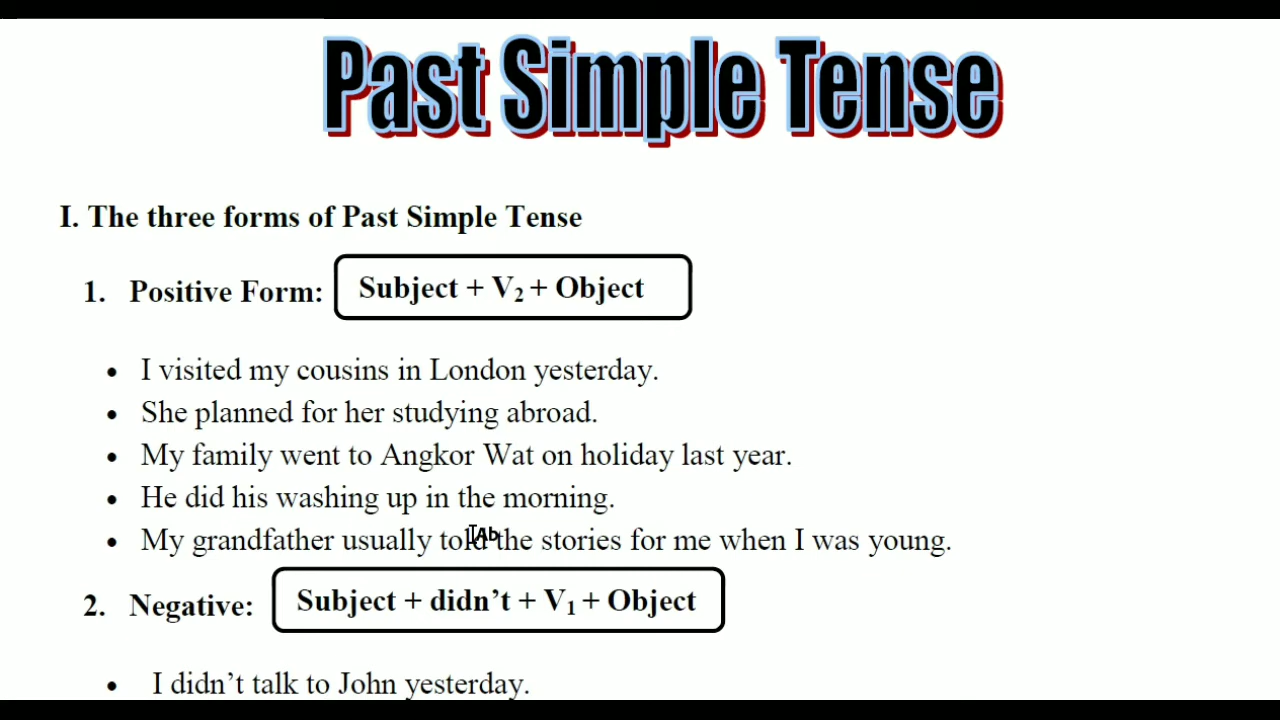 Past Simple Tense
I. The three forms of Past Simple Tense
1. Positive Form: Subject + V₂ + Object
• I visited my cousins in London yesterday.
• She planned for her studying abroad.
• My family went to Angkor Wat on holiday last year.
• He did his washing up in the morning.
• My grandfather usually told the stories for me when I was young.
2. Negative: Subject + didn’t + V₁ + Object
• I didn’t talk to John yesterday.